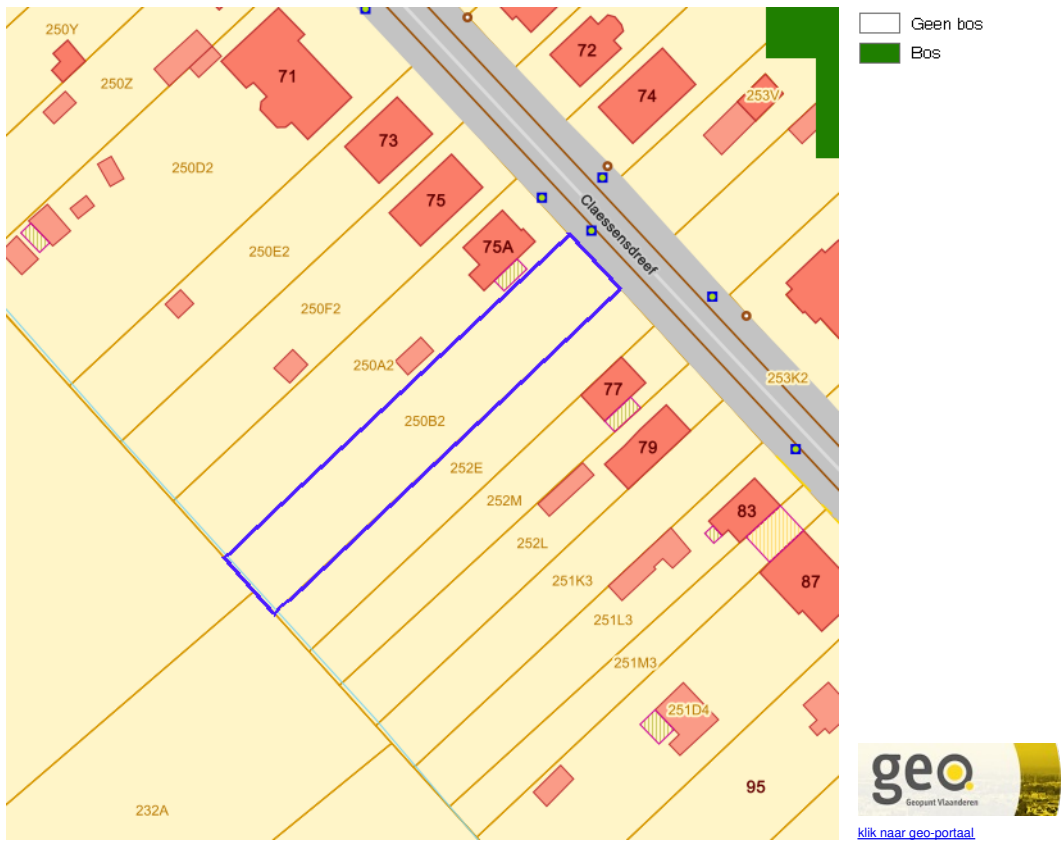 250Y
250Z
71
72
74
253V
73
250D2
75
75A
Claessensdreef
250E2
250F2
250A2
253K2
77
250B2
79
252E
252M
83
252L
251K3
87
251L3
251M3
251D4
95
232A
Geen bos
Bos
geo
Geopunt Vlaanderen
klik naar geo-portaal